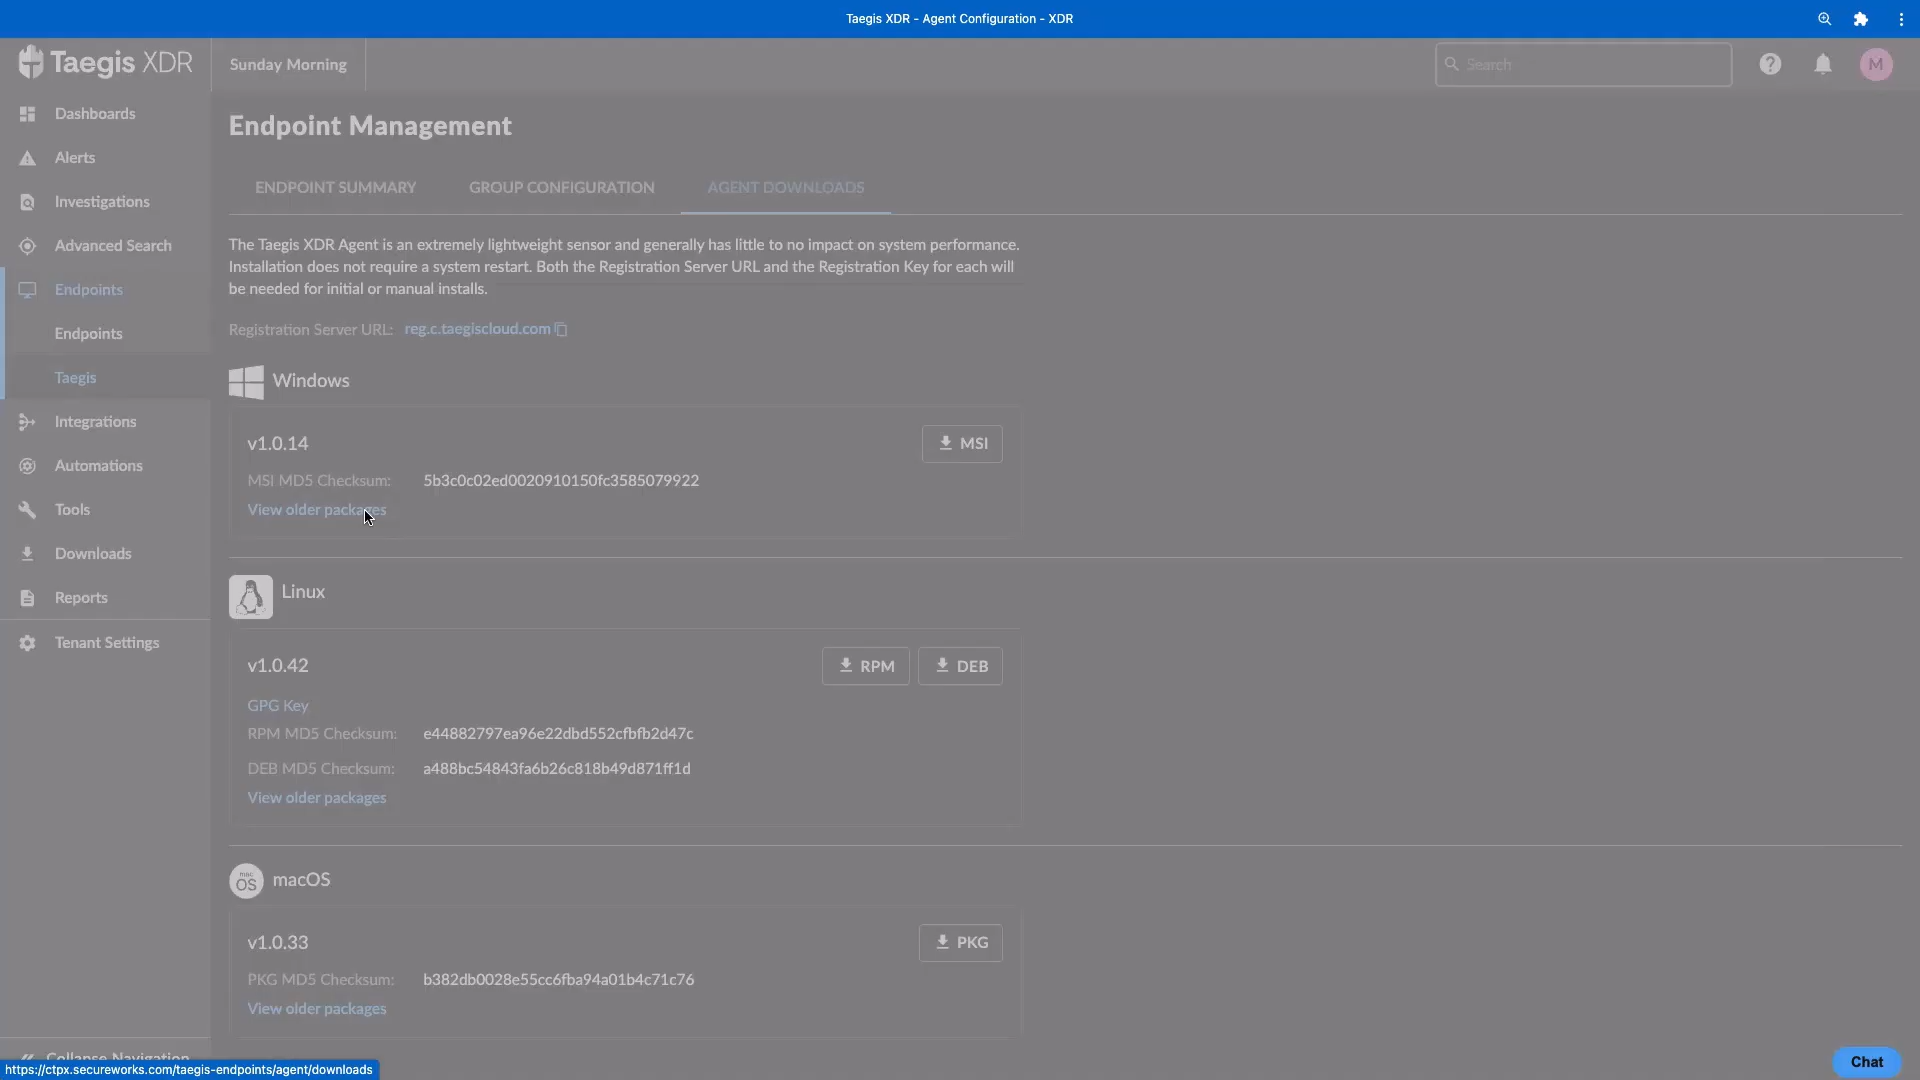 Taegis XDR - Agent Configuration - XDR
Taegis XDR
Sunday Morning
Search
M
Dashboards
Alerts
Investigations
Advanced Search
Endpoints
Endpoints
Taegis
Integrations
Automations
Tools
Downloads
Reports
Tenant Settings
Collapse Navigation
Endpoint Management
ENDPOINT SUMMARY
GROUP CONFIGURATION
AGENT DOWNLOADS
The Taegis XDR Agent is an extremely lightweight sensor and generally has little to no impact on system performance.
Installation does not require a system restart. Both the Registration Server URL and the Registration Key for each will
be needed for initial or manual installs.
Registration Server URL: reg.c.taegiscloud.com
Windows
v1.0.14
MSI
MSI MD5 Checksum: 5b3c0c02ed0020910150fc3585079922
View older packages
Linux
v1.0.42
RPM
DEB
GPG Key
RPM MD5 Checksum: e44882797ea96e22dbd552cfbfb2d47c
DEB MD5 Checksum: a488bc54843fa6b26c818b49d871ff1d
View older packages
mac
OS
macOS
v1.0.33
PKG
PKG MD5 Checksum: b382db0028e55cc6fba94a01b4c71c76
View older packages
https://ctpx.secureworks.com/taegis-endpoints/agent/downloads
Chat